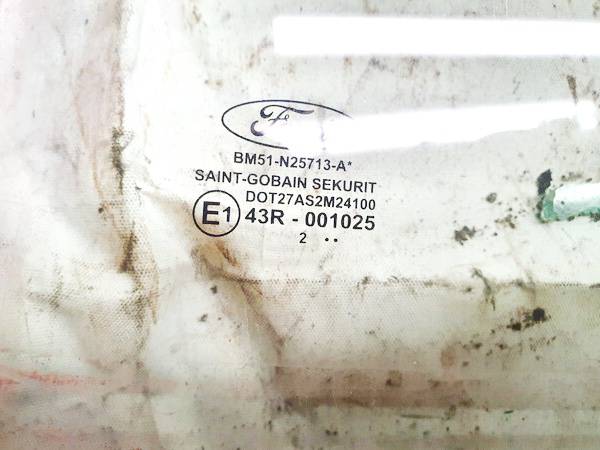 F
BM51-N25713-A*
SAINT-GOBAIN SEKURIT
DOT27AS2M24100
E1 43R - 001025
2 ••